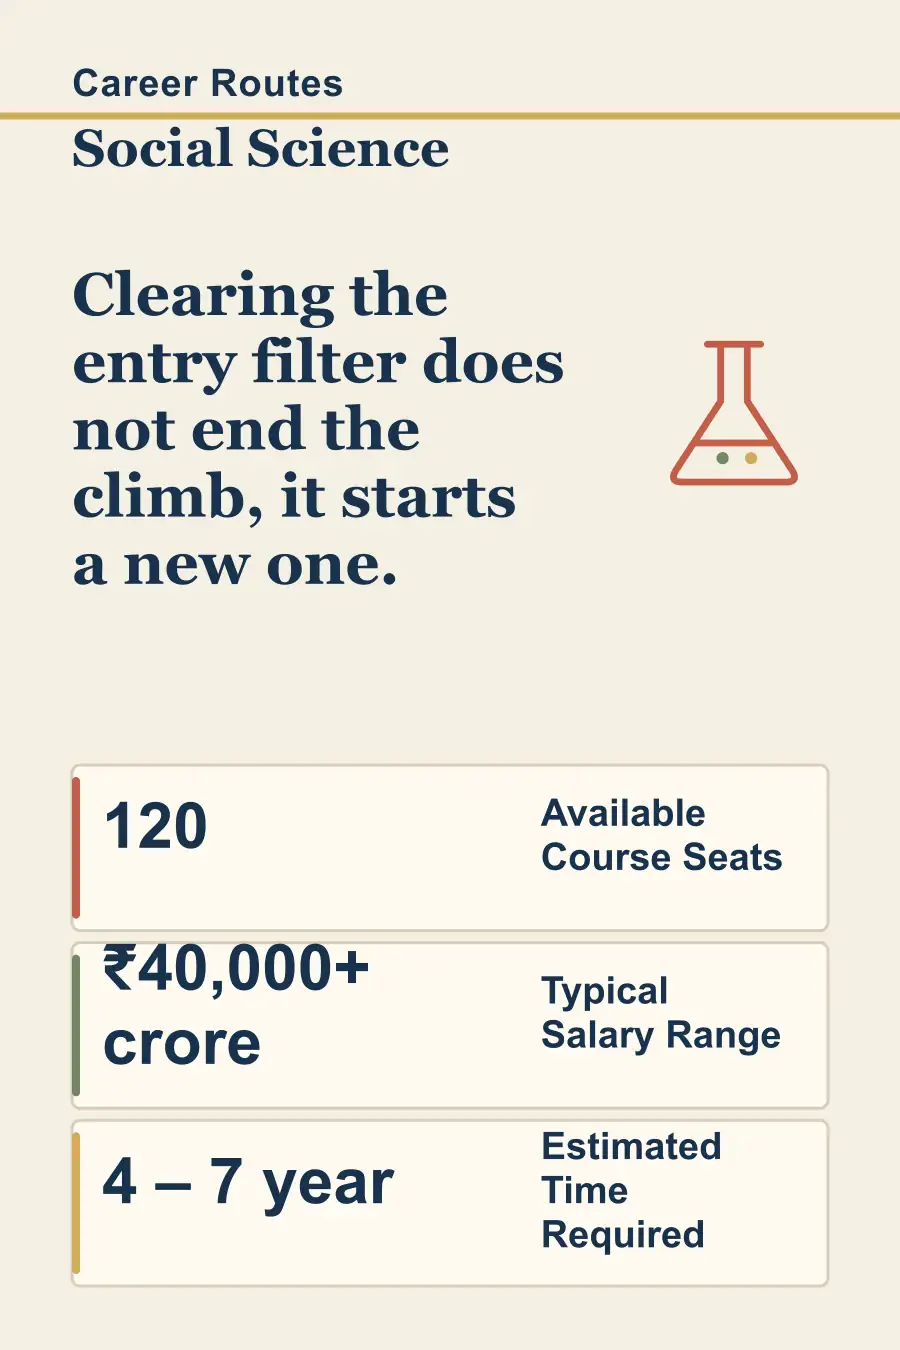 Career Routes
Social Science
Clearing the
entry filter does
not end the
climb, it starts
a new one.
120
Available
Course Seats
₹40,000+
crore
Typical
Salary Range
4 – 7 year
Estimated
Time
Required